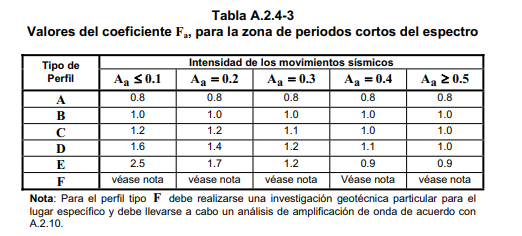 Tabla A.2.4-3
Valores del coeficiente Fa, para la zona de periodos cortos del espectro
Tipo de Perfil Intensidad de los movimientos sísmicos
Aa ≤ 0.1 Aa = 0.2 Aa = 0.3 Aa = 0.4 Aa ≥ 0.5
A 0.8 0.8 0.8 0.8 0.8
B 1.0 1.0 1.0 1.0 1.0
C 1.2 1.2 1.1 1.0 1.0
D 1.6 1.4 1.2 1.1 1.0
E 2.5 1.7 1.2 0.9 0.9
F véase nota véase nota véase nota Véase nota véase nota
Nota: Para el perfil tipo F debe realizarse una investigación geotécnica particular para el
lugar específico y debe llevarse a cabo un análisis de amplificación de onda de acuerdo con
A.2.10.